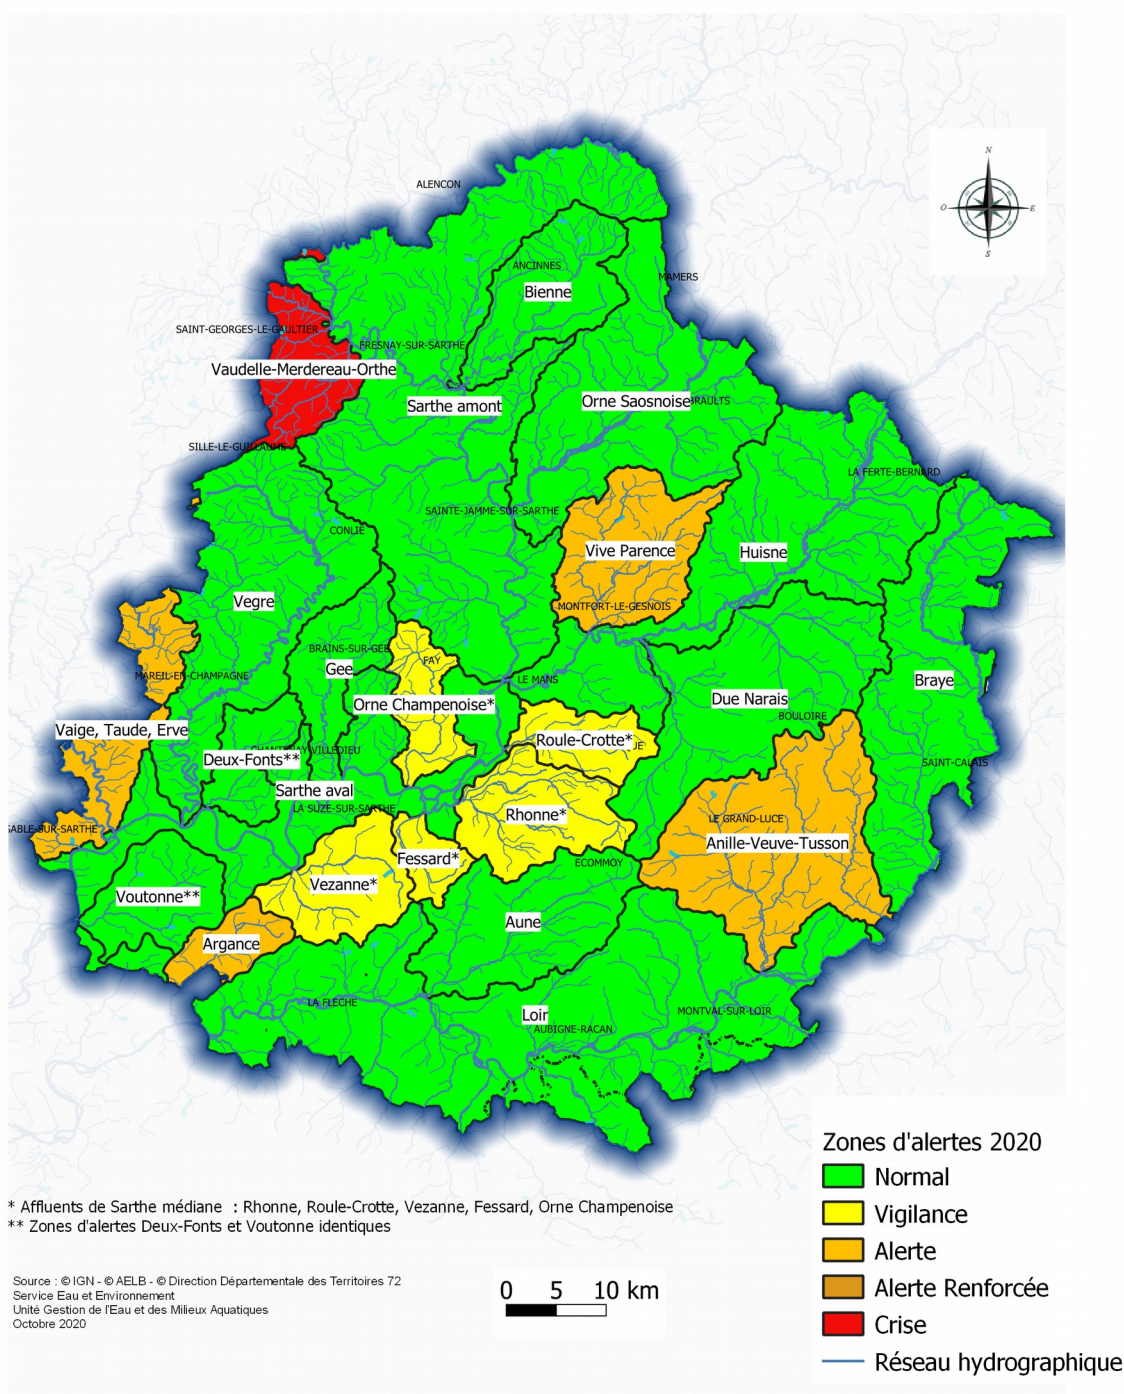 N
O
E
S
ALENCON
ANCINNES
Bienne
MAMERS
SAINT-GEORGES-LE-GAULTIER
FRESNAY-SUR-SARTHE
Vaudelle-Merdereau-Orthe
Sarthe amont
Orne Saosnoise
SILLE-LE-GUILLAUME
LA FERTE-BERNARD
SAINTE-JAMME-SUR-SARTHE
CONLIE
Vive Parence
Huisne
Vegre
MONTFORT-LE-GESNOIS
BRAINS-SUR-GEE
FAY
Gee
MAREIL-EN-CHAMPAGNE
LE MANS
Braye
Orne Champenoise*
Due Narais
BOULOIRE
Vaige, Taude, Erve
Roule-Crotte*
Deux-Fonts**
SAINT-CALAIS
Sarthe aval
LA SUZE-SUR-SARTHE
Rhonne*
LE GRAND-LUCE
SABLE-SUR-SARTHE
Anille-Veuve-Tusson
Fessard*
ECOMMOY
Vezanne*
Voutonne**
Aune
Argance
LA FLECHE
Loir
MONTVAL-SUR-LOIR
AUBIGNE-RACAN
Zones d'alertes 2020
Normal
Vigilance
Alerte
Alerte Renforcée
Crise
Réseau hydrographique
* Affluents de Sarthe médiane : Rhonne, Roule-Crotte, Vezanne, Fessard, Orne Champenoise
** Zones d'alertes Deux-Fonts et Voutonne identiques
Source : © IGN - © AELB - © Direction Départementale des Territoires 72
Service Eau et Environnement
Unité Gestion de l'Eau et des Milieux Aquatiques
Octobre 2020
0 5 10 km